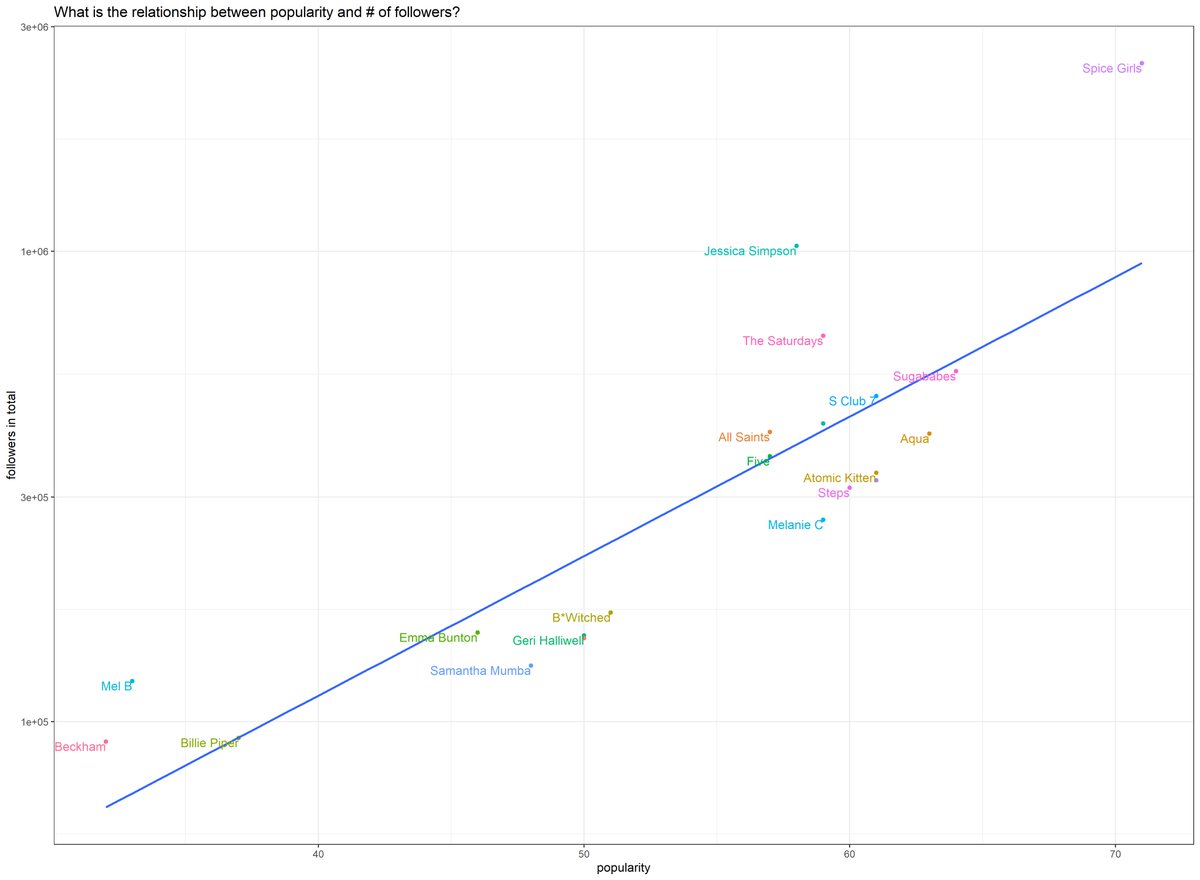 What is the relationship between popularity and # of followers?
3e+06
Spice Girls
1e+06
Jessica Simpson
The Saturdays
Sugababes
S Club 7
All Saints
Aqua
Five
Atomic Kitten
3e+05
Steps
Melanie C
B*Witched
Emma Bunton
Geri Halliwell
Samantha Mumba
Mel B
1e+05
Billie Piper
Beckham
followers in total
40
50
60
70
popularity